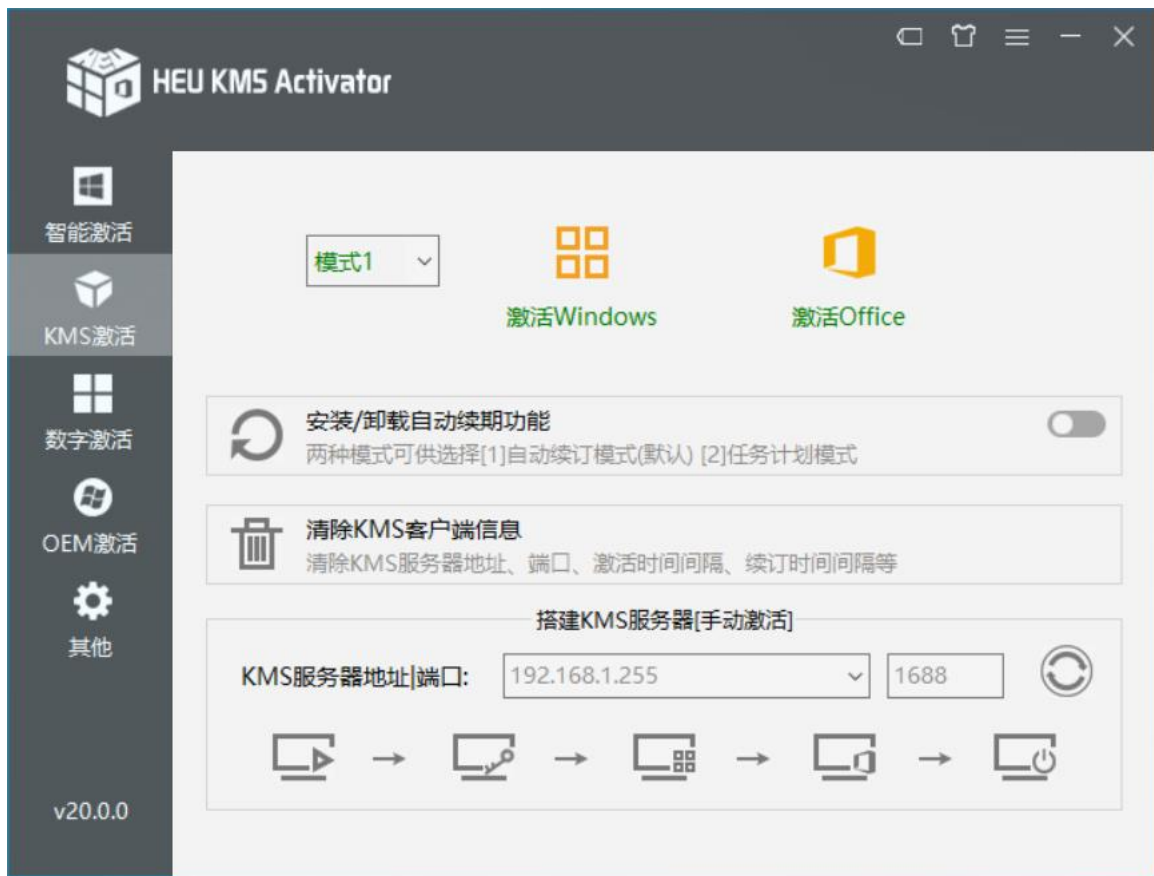 HEU KMS Activator
智能激活
KMS激活
数字激活
OEM激活
其他
v20.0.0
模式1
激活Windows
激活Office
安装/卸载自动续期功能
两种模式可供选择[1]自动续订模式(默认) [2]任务计划模式
清除KMS客户端信息
清除KMS服务器地址、端口、激活时间间隔、续订时间间隔等
搭建KMS服务器[手动激活]
KMS服务器地址|端口: 192.168.1.255 1688